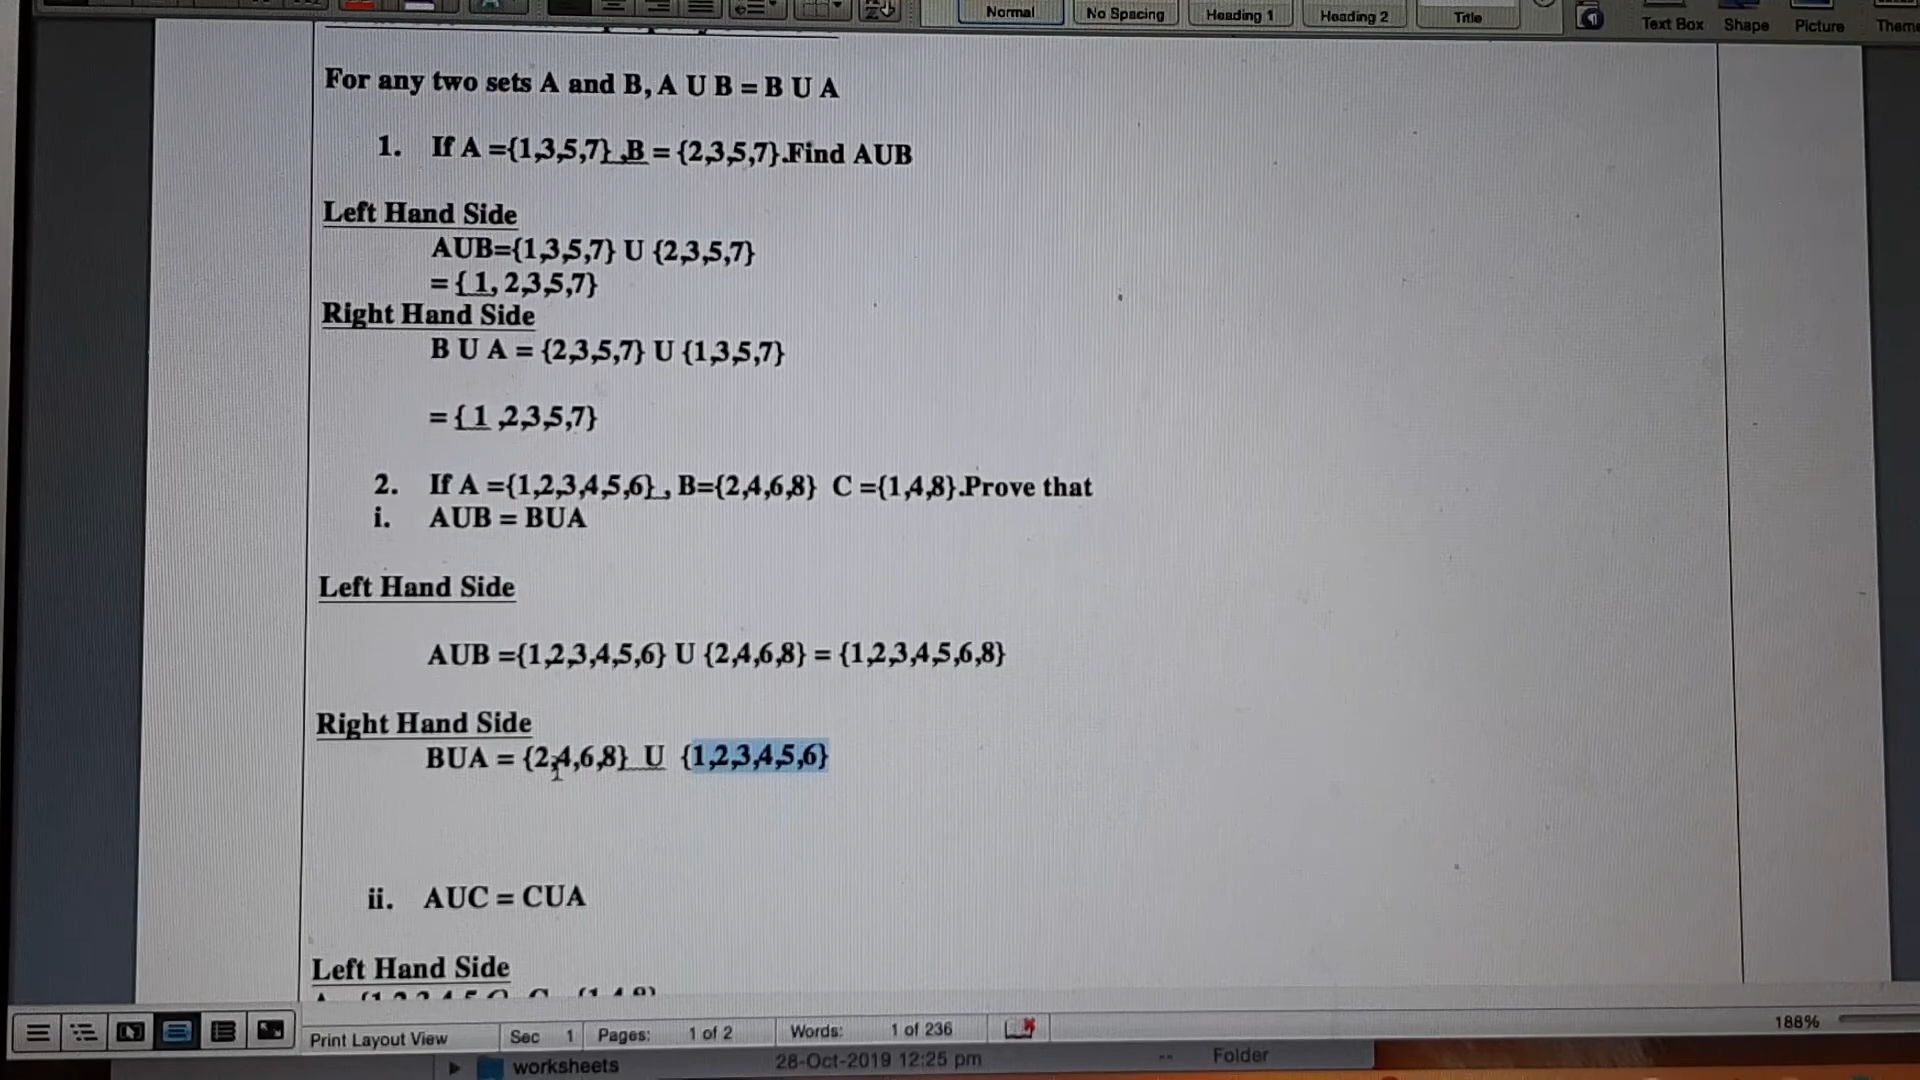 Normal
No Spacing
Heading 1
Heading 2
Title
Text Box
Shape
Picture
For any two sets A and B, A U B = B U A
1. If A ={1,3,5,7} ,B = {2,3,5,7}.Find AUB
Left Hand Side
AUB={1,3,5,7} U {2,3,5,7}
= { 1, 2,3,5,7}
Right Hand Side
B U A = {2,3,5,7} U {1,3,5,7}
= { 1 ,2,3,5,7}
2. If A ={1,2,3,4,5,6} , B={2,4,6,8} C ={1,4,8}.Prove that
i. AUB = BUA
Left Hand Side
AUB ={1,2,3,4,5,6} U {2,4,6,8} = {1,2,3,4,5,6,8}
Right Hand Side
BUA = {2,4,6,8} U {1,2,3,4,5,6}
ii. AUC = CUA
Left Hand Side
Print Layout View
Sec 1
Pages: 1 of 2
Words: 1 of 236
188%
worksheets
28-Oct-2019 12:25 pm
--
Folder